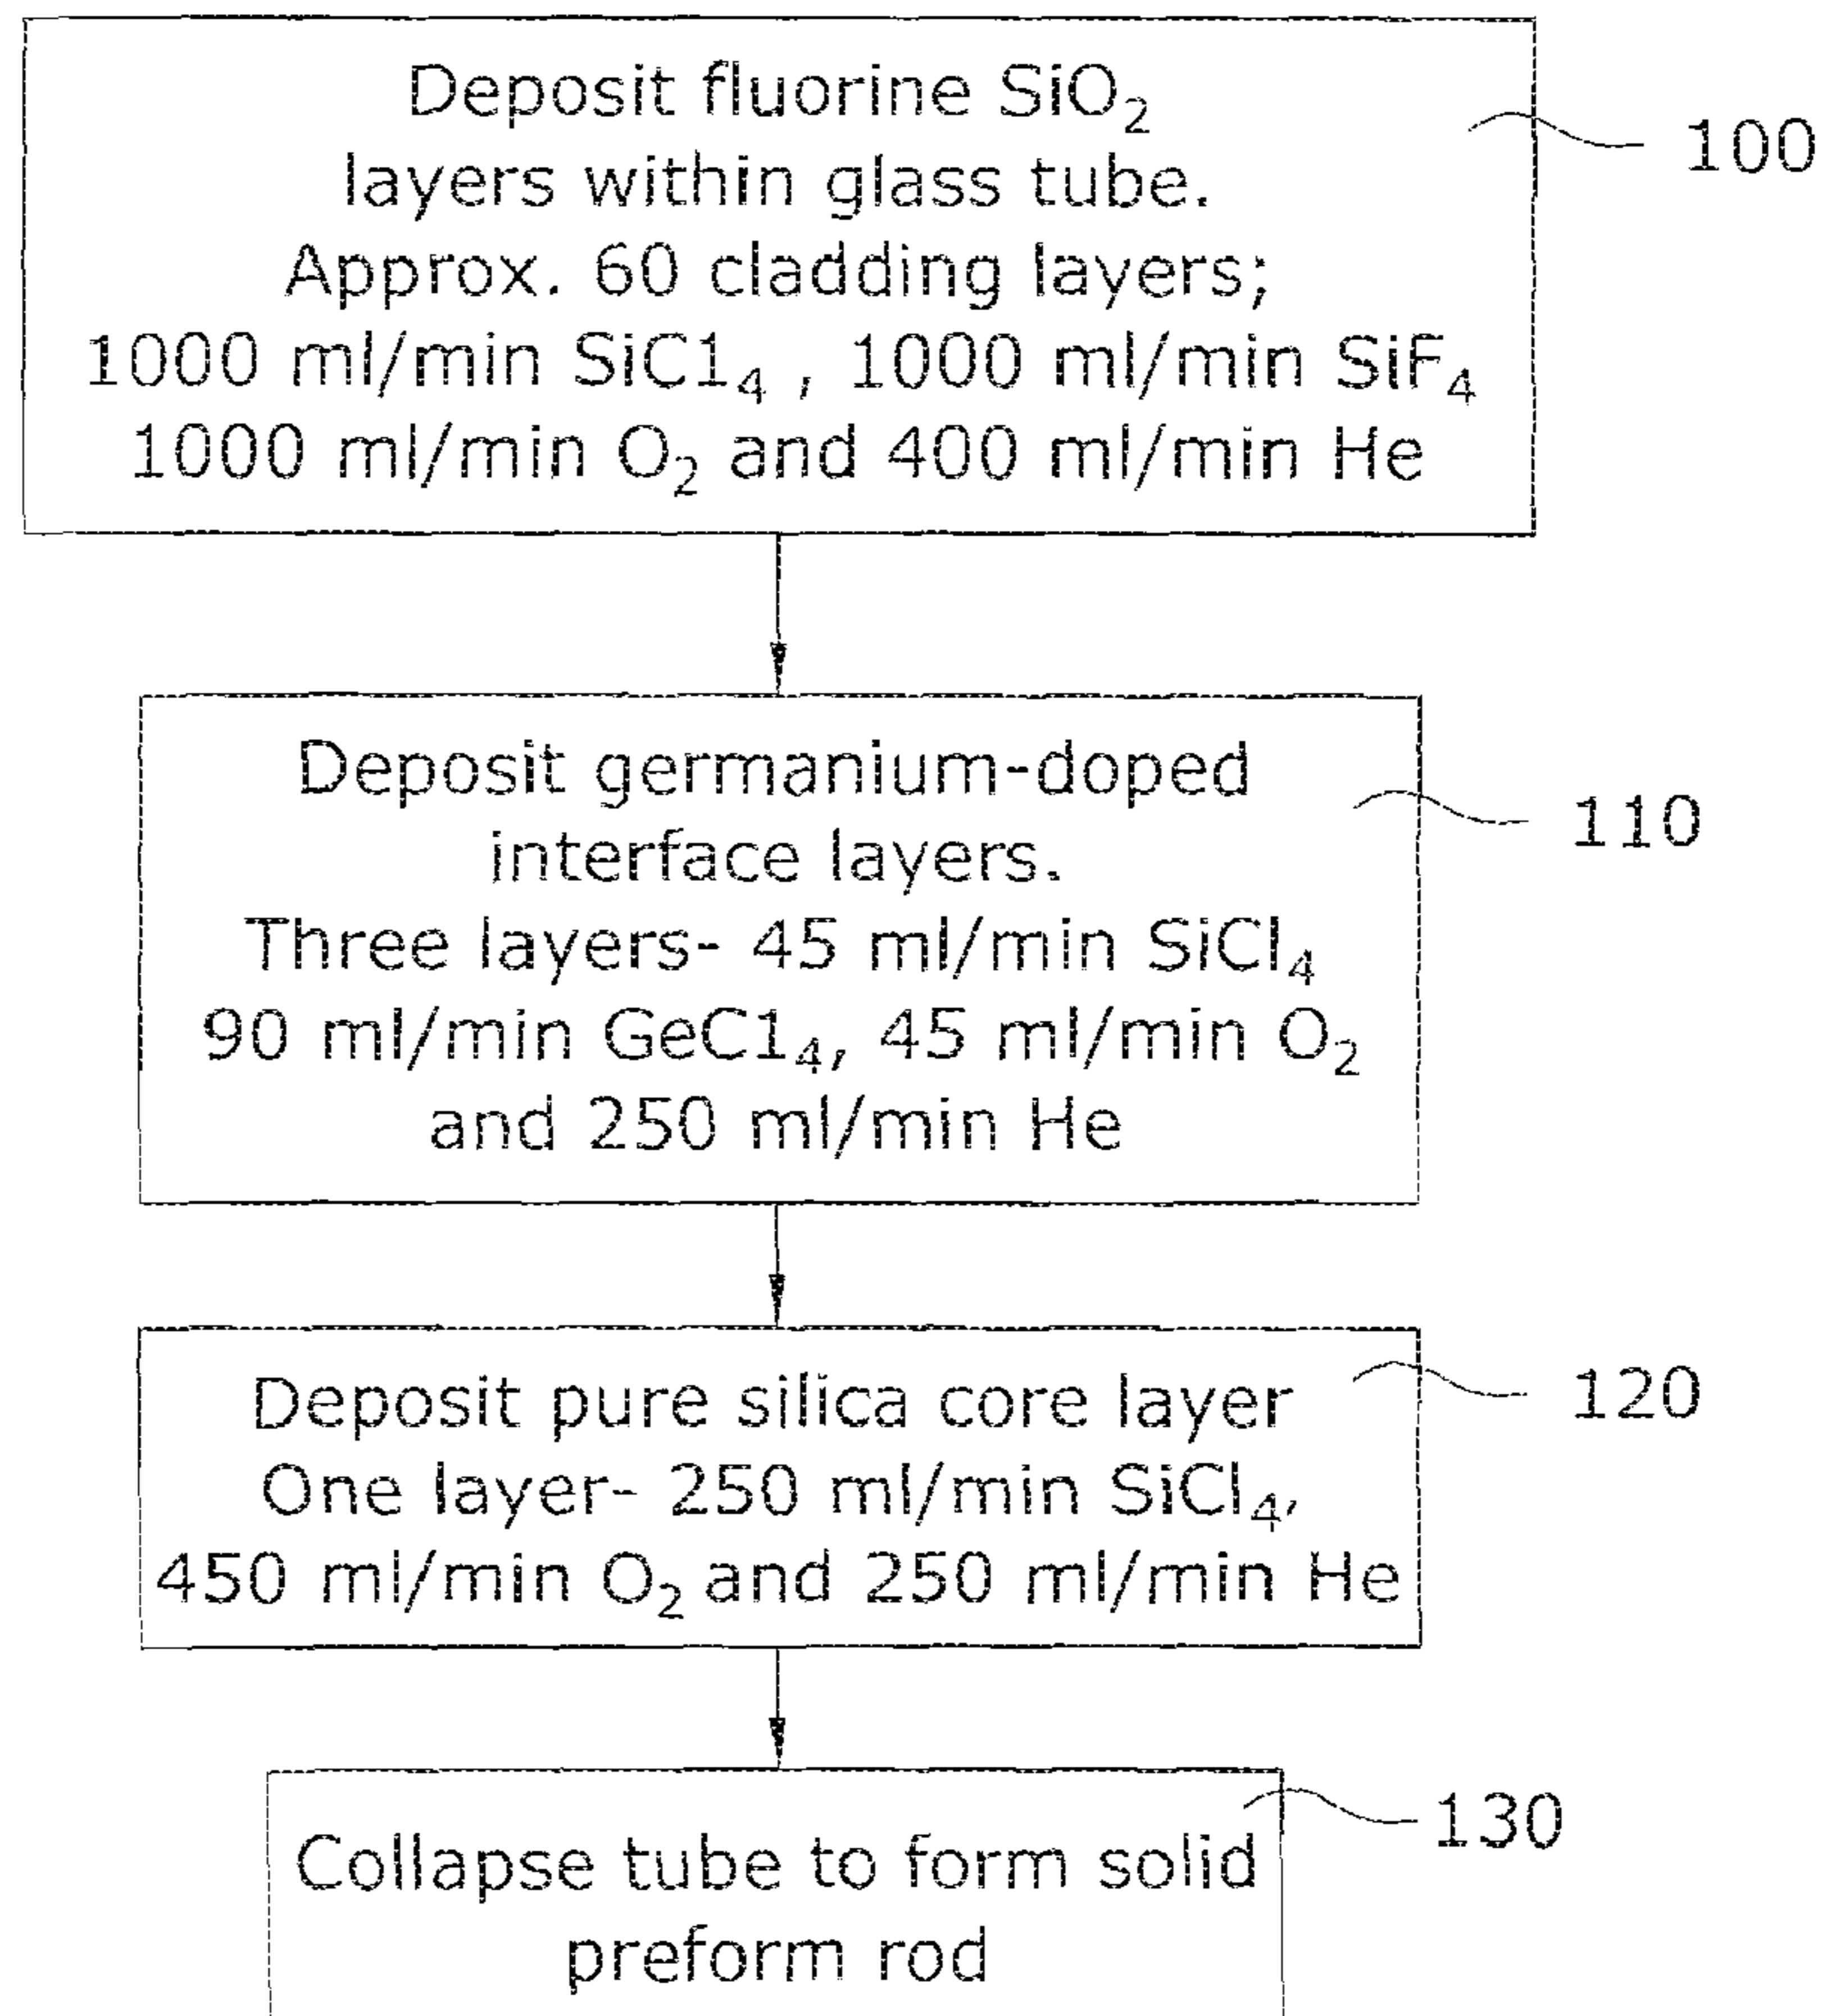 Deposit fluorine SiO₂
layers within glass tube.
Approx. 60 cladding layers;
1000 ml/min SiC1₄ , 1000 ml/min SiF₄
1000 ml/min O₂ and 400 ml/min He
100
Deposit germanium-doped
interface layers.
Three layers- 45 ml/min SiCl₄
90 ml/min GeC1₄, 45 ml/min O₂
and 250 ml/min He
110
Deposit pure silica core layer
One layer- 250 ml/min SiCl₄,
450 ml/min O₂ and 250 ml/min He
120
Collapse tube to form solid
preform rod
130